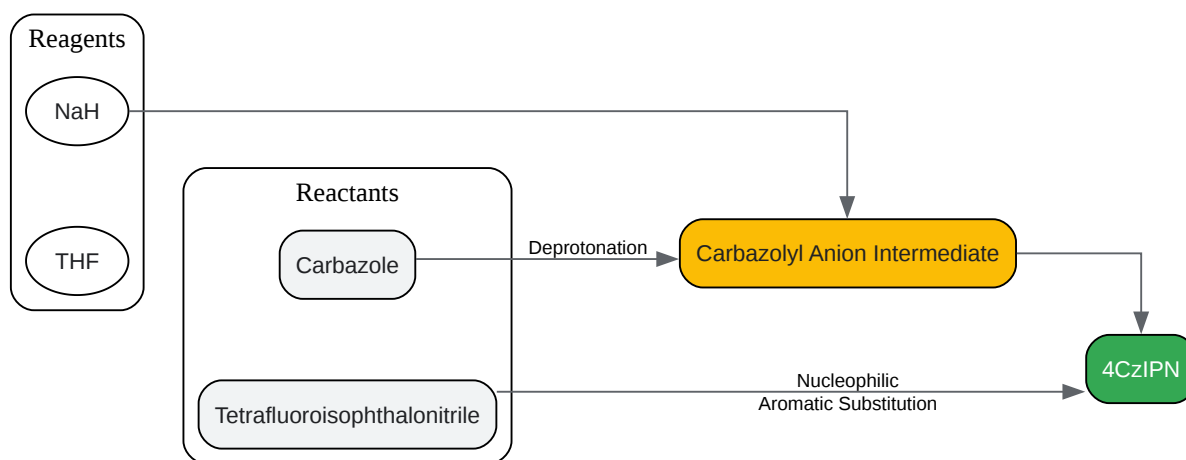 Reagents
NaH
THF
Reactants
Carbazole
Tetrafluoroisophthalonitrile
Deprotonation
Carbazolyl Anion Intermediate
Nucleophilic
Aromatic Substitution
4CzIPN